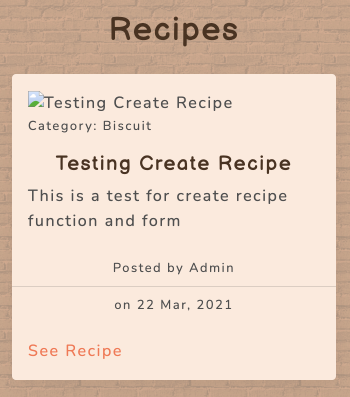 Recipes
Testing Create Recipe
Category: Biscuit
Testing Create Recipe
This is a test for create recipe
function and form
Posted by Admin
on 22 Mar, 2021
See Recipe